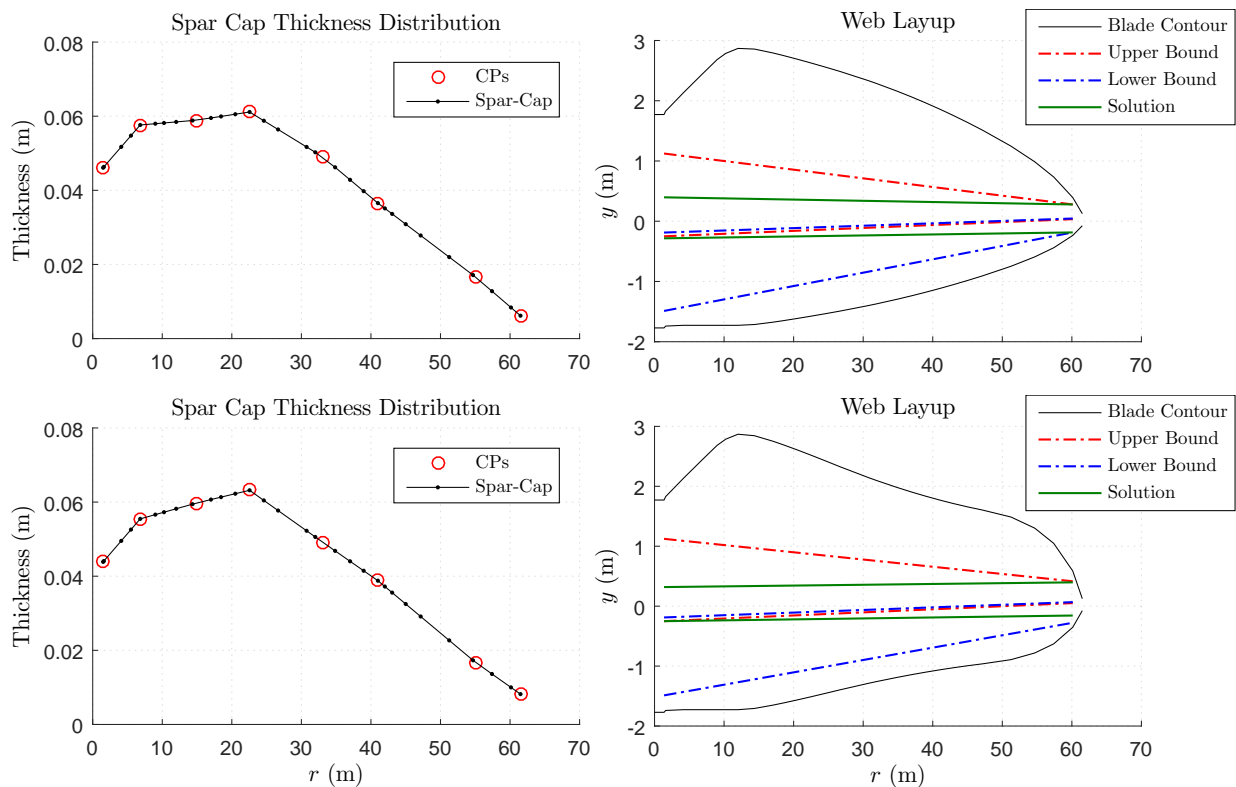 Spar Cap Thickness Distribution
0.08
0.06
0.04
0.02
0
Thickness (m)
0 10 20 30 40 50 60 70
CPs
Spar-Cap
Web Layup
3
2
1
0
-1
-2
y (m)
0 10 20 30 40 50 60 70
Blade Contour
Upper Bound
Lower Bound
Solution
Spar Cap Thickness Distribution
0.08
0.06
0.04
0.02
0
Thickness (m)
0 10 20 30 40 50 60 70
r (m)
CPs
Spar-Cap
Web Layup
3
2
1
0
-1
-2
y (m)
0 10 20 30 40 50 60 70
r (m)
Blade Contour
Upper Bound
Lower Bound
Solution